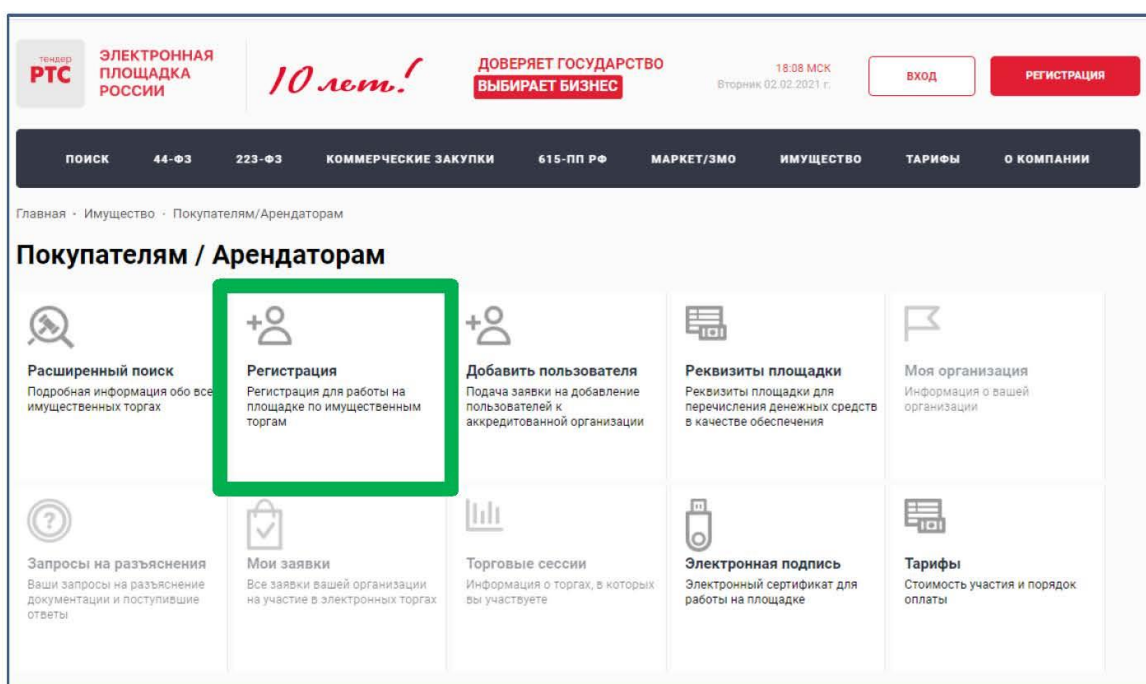 тендер
РТС
ЭЛЕКТРОННАЯ
ПЛОЩАДКА
РОССИИ
10 лет!
ДОВЕРЯЕТ ГОСУДАРСТВО
ВЫБИРАЕТ БИЗНЕС
18:08 МСК
Вторник 02.02.2021 г.
ВХОД
РЕГИСТРАЦИЯ
ПОИСК 44-ФЗ 223-ФЗ КОММЕРЧЕСКИЕ ЗАКУПКИ 615-ПП РФ МАРКЕТ/ЗМО ИМУЩЕСТВО ТАРИФЫ О КОМПАНИИ
Главная · Имущество · Покупателям/Арендаторам
Покупателям / Арендаторам
Расширенный поиск
Подробная информация обо все
имущественных торгах
Регистрация
Регистрация для работы на
площадке по имущественным
торгам
Добавить пользователя
Подача заявки на добавление
пользователей к
аккредитованной организации
Реквизиты площадки
Реквизиты площадки для
перечисления денежных средств
в качестве обеспечения
Моя организация
Информация о вашей
организации
Запросы на разъяснения
Ваши запросы на разъяснение
документации и поступившие
ответы
Мои заявки
Все заявки вашей организации
на участие в электронных торгах
Торговые сессии
Информация о торгах, в которых
вы участвуете
Электронная подпись
Электронный сертификат для
работы на площадке
Тарифы
Стоимость участия и порядок
оплаты